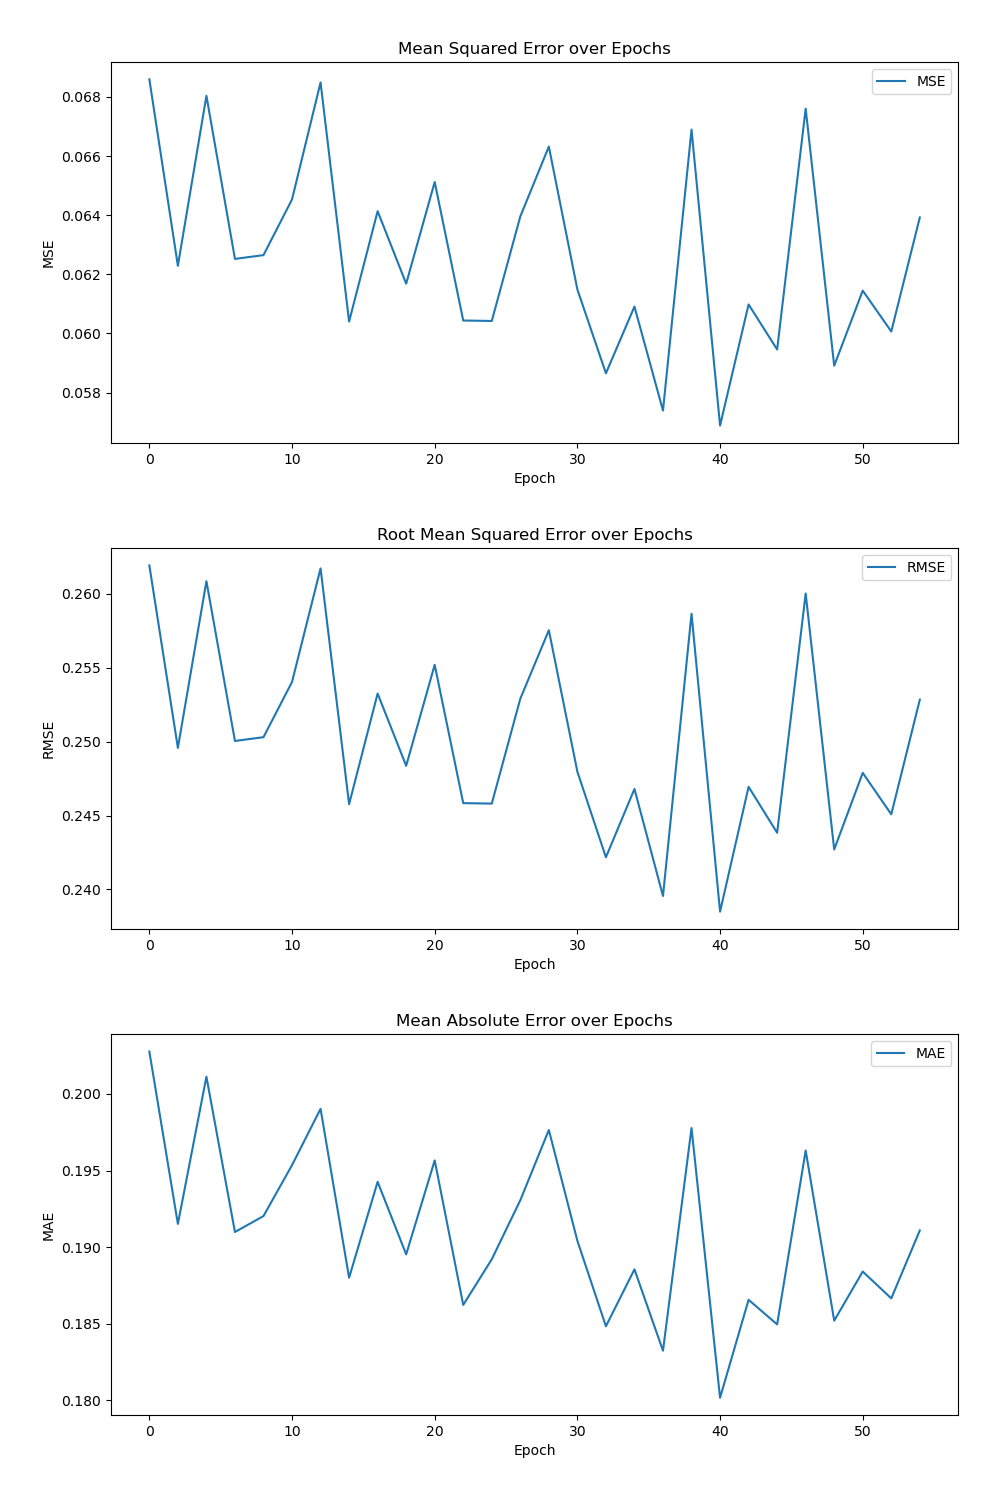 Mean Squared Error over Epochs
MSE
0.068
0.066
0.064
0.062
0.060
0.058
MSE
0 10 20 30 40 50
Epoch
Root Mean Squared Error over Epochs
RMSE
0.260
0.255
0.250
0.245
0.240
RMSE
0 10 20 30 40 50
Epoch
Mean Absolute Error over Epochs
MAE
0.200
0.195
0.190
0.185
0.180
MAE
0 10 20 30 40 50
Epoch